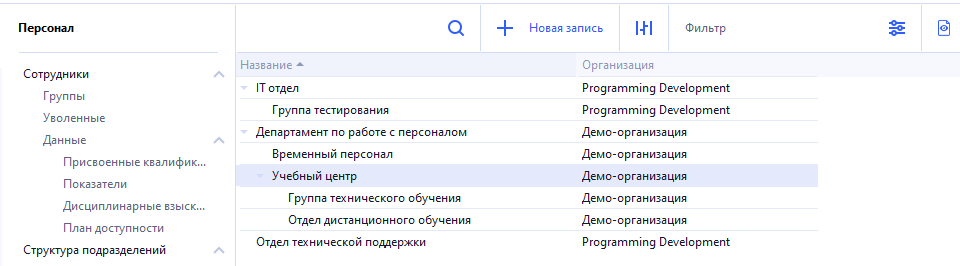 Персонал
Новая запись
Фильтр
Сотрудники
Группы
Уволенные
Данные
Присвоенные квалифик...
Показатели
Дисциплинарные взыск...
План доступности
Структура подразделений
Название Организация
IT отдел Programming Development
Группа тестирования Programming Development
Департамент по работе с персоналом Демо-организация
Временный персонал Демо-организация
Учебный центр Демо-организация
Группа технического обучения Демо-организация
Отдел дистанционного обучения Демо-организация
Отдел технической поддержки Programming Development